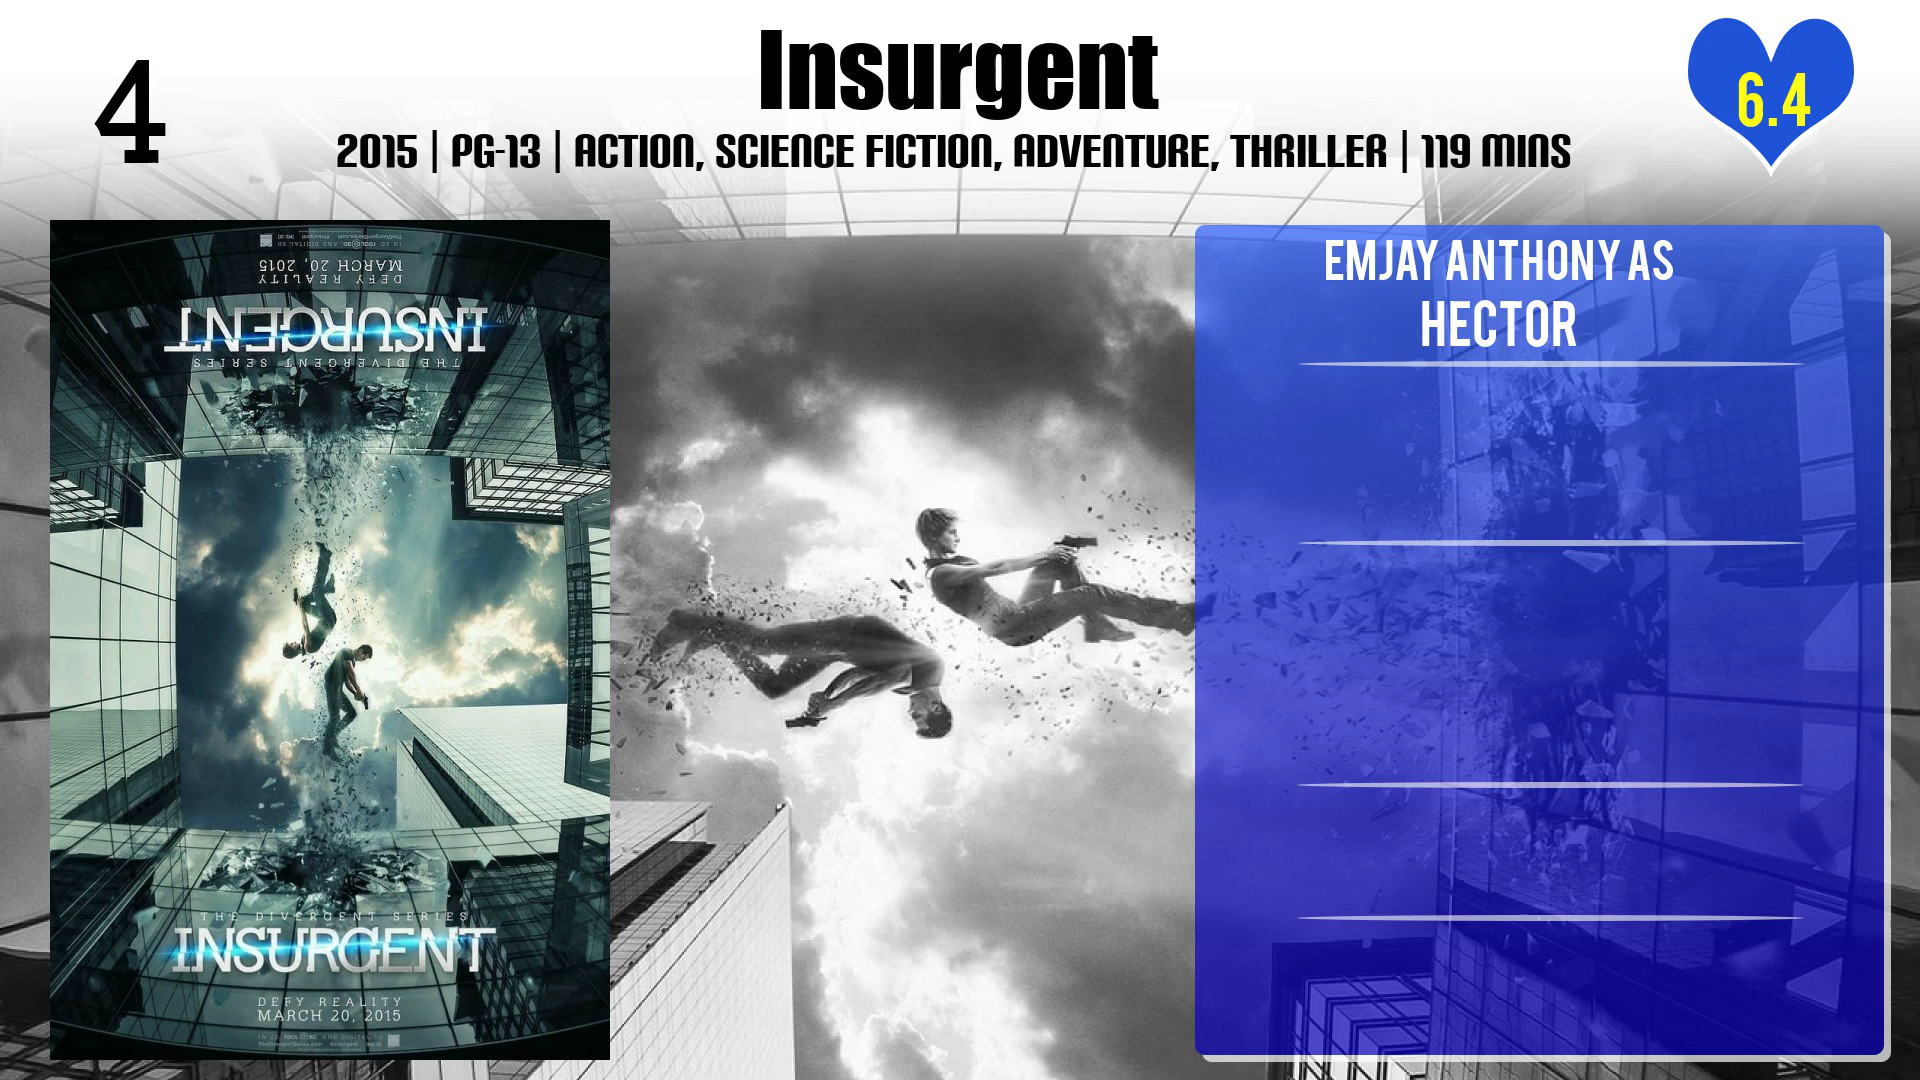 4
Insurgent
2015 | PG-13 | ACTION, SCIENCE FICTION, ADVENTURE, THRILLER | 119 MINS
6.4
DEFY REALITY
MARCH 20, 2015
INSURGENT
THE DIVERGENT SERIES
THE DIVERGENT SERIES
INSURGENT
DEFY REALITY
MARCH 20, 2015
EMJAY ANTHONY AS
HECTOR